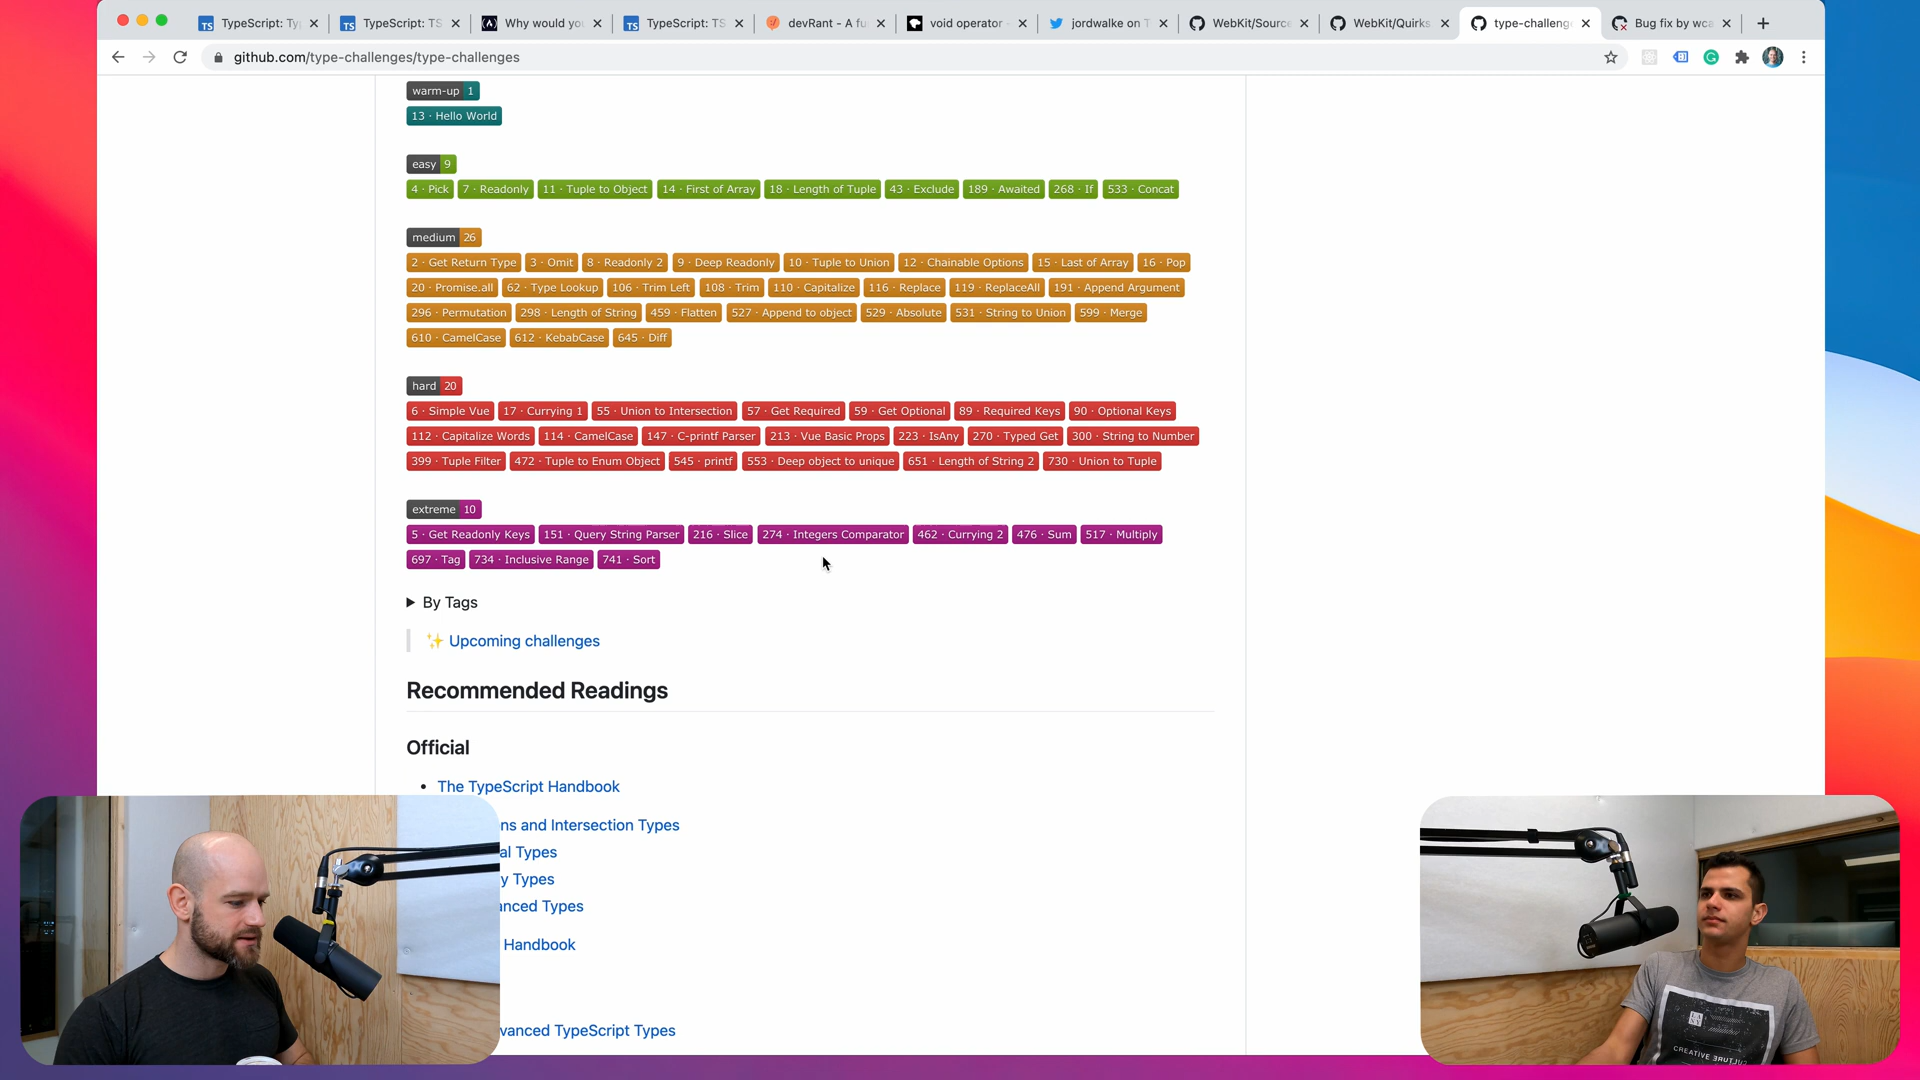 TypeScript: Ty
TypeScript: TS
Why would yo
TypeScript: TS
devRant - A fu
void operator
jordwalke on T
WebKit/Source
WebKit/Quirks
type-challeng
Bug fix by wca
github.com/type-challenges/type-challenges
warm-up 1
13 · Hello World
easy 9
4 · Pick 7 · Readonly 11 · Tuple to Object 14 · First of Array 18 · Length of Tuple 43 · Exclude 189 · Awaited 268 · If 533 · Concat
medium 26
2 · Get Return Type 3 · Omit 8 · Readonly 2 9 · Deep Readonly 10 · Tuple to Union 12 · Chainable Options 15 · Last of Array 16 · Pop
20 · Promise.all 62 · Type Lookup 106 · Trim Left 108 · Trim 110 · Capitalize 116 · Replace 119 · ReplaceAll 191 · Append Argument
296 · Permutation 298 · Length of String 459 · Flatten 527 · Append to object 529 · Absolute 531 · String to Union 599 · Merge
610 · CamelCase 612 · KebabCase 645 · Diff
hard 20
6 · Simple Vue 17 · Currying 1 55 · Union to Intersection 57 · Get Required 59 · Get Optional 89 · Required Keys 90 · Optional Keys
112 · Capitalize Words 114 · CamelCase 147 · C-printf Parser 213 · Vue Basic Props 223 · IsAny 270 · Typed Get 300 · String to Number
399 · Tuple Filter 472 · Tuple to Enum Object 545 · printf 553 · Deep object to unique 651 · Length of String 2 730 · Union to Tuple
extreme 10
5 · Get Readonly Keys 151 · Query String Parser 216 · Slice 274 · Integers Comparator 462 · Currying 2 476 · Sum 517 · Multiply
697 · Tag 734 · Inclusive Range 741 · Sort
By Tags
✨ Upcoming challenges
Recommended Readings
Official
• The TypeScript Handbook
ns and Intersection Types
al Types
y Types
anced Types
Handbook
vanced TypeScript Types
CREATIVE